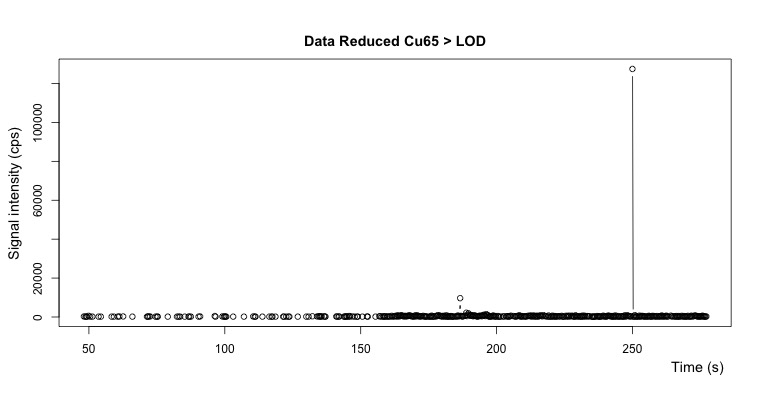 Data Reduced Cu65 > LOD
Signal intensity (cps)
100000
60000
20000
0
50 100 150 200 250
Time (s)